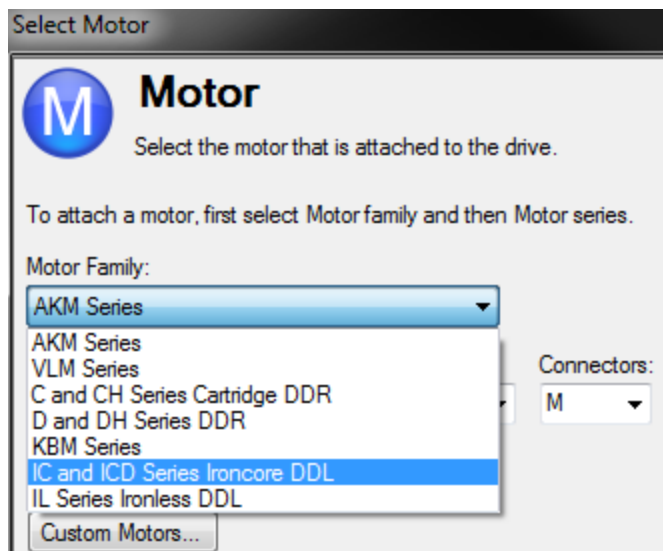 Select Motor
M
Motor
Select the motor that is attached to the drive.
To attach a motor, first select Motor family and then Motor series.
Motor Family:
AKM Series
AKM Series
VLM Series
C and CH Series Cartridge DDR
D and DH Series DDR
KBM Series
IC and ICD Series Ironcore DDL
IL Series Ironless DDL
Connectors:
M
Custom Motors...